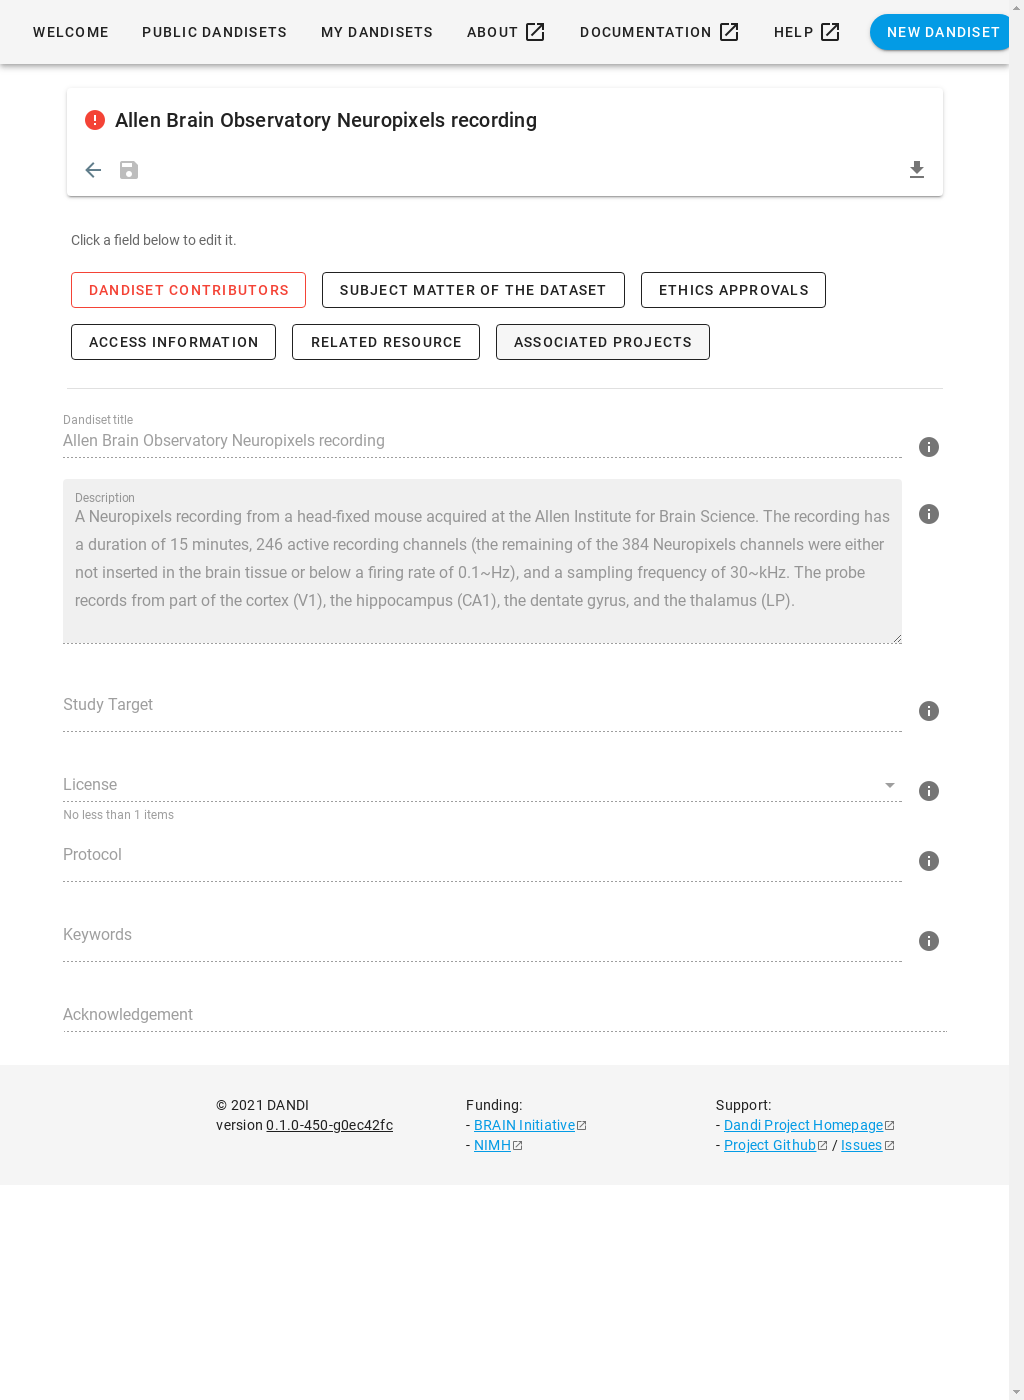 WELCOME PUBLIC DANDISETS MY DANDISETS ABOUT DOCUMENTATION HELP NEW DANDISET
Allen Brain Observatory Neuropixels recording
Click a field below to edit it.
DANDISET CONTRIBUTORS SUBJECT MATTER OF THE DATASET ETHICS APPROVALS
ACCESS INFORMATION RELATED RESOURCE ASSOCIATED PROJECTS
Dandiset title
Allen Brain Observatory Neuropixels recording
Description
A Neuropixels recording from a head-fixed mouse acquired at the Allen Institute for Brain Science. The recording has
a duration of 15 minutes, 246 active recording channels (the remaining of the 384 Neuropixels channels were either
not inserted in the brain tissue or below a firing rate of 0.1~Hz), and a sampling frequency of 30~kHz. The probe
records from part of the cortex (V1), the hippocampus (CA1), the dentate gyrus, and the thalamus (LP).
Study Target
License
No less than 1 items
Protocol
Keywords
Acknowledgement
© 2021 DANDI
version 0.1.0-450-g0ec42fc
Funding:
- BRAIN Initiative
- NIMH
Support:
- Dandi Project Homepage
- Project Github / Issues